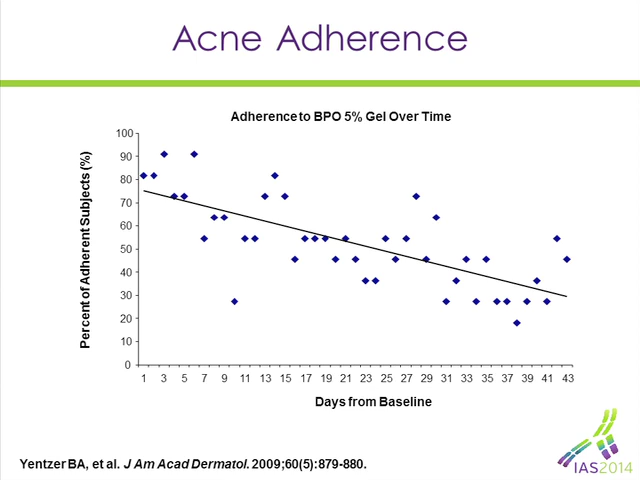 Acne Adherence
Adherence to BPO 5% Gel Over Time
Percent of Adherent Subjects (%)
100
90
80
70
60
50
40
30
20
10
0
1 3 5 7 9 11 13 15 17 19 21 23 25 27 29 31 33 35 37 39 41 43
Days from Baseline
Yentzer BA, et al. J Am Acad Dermatol. 2009;60(5):879-880.
IAS2014